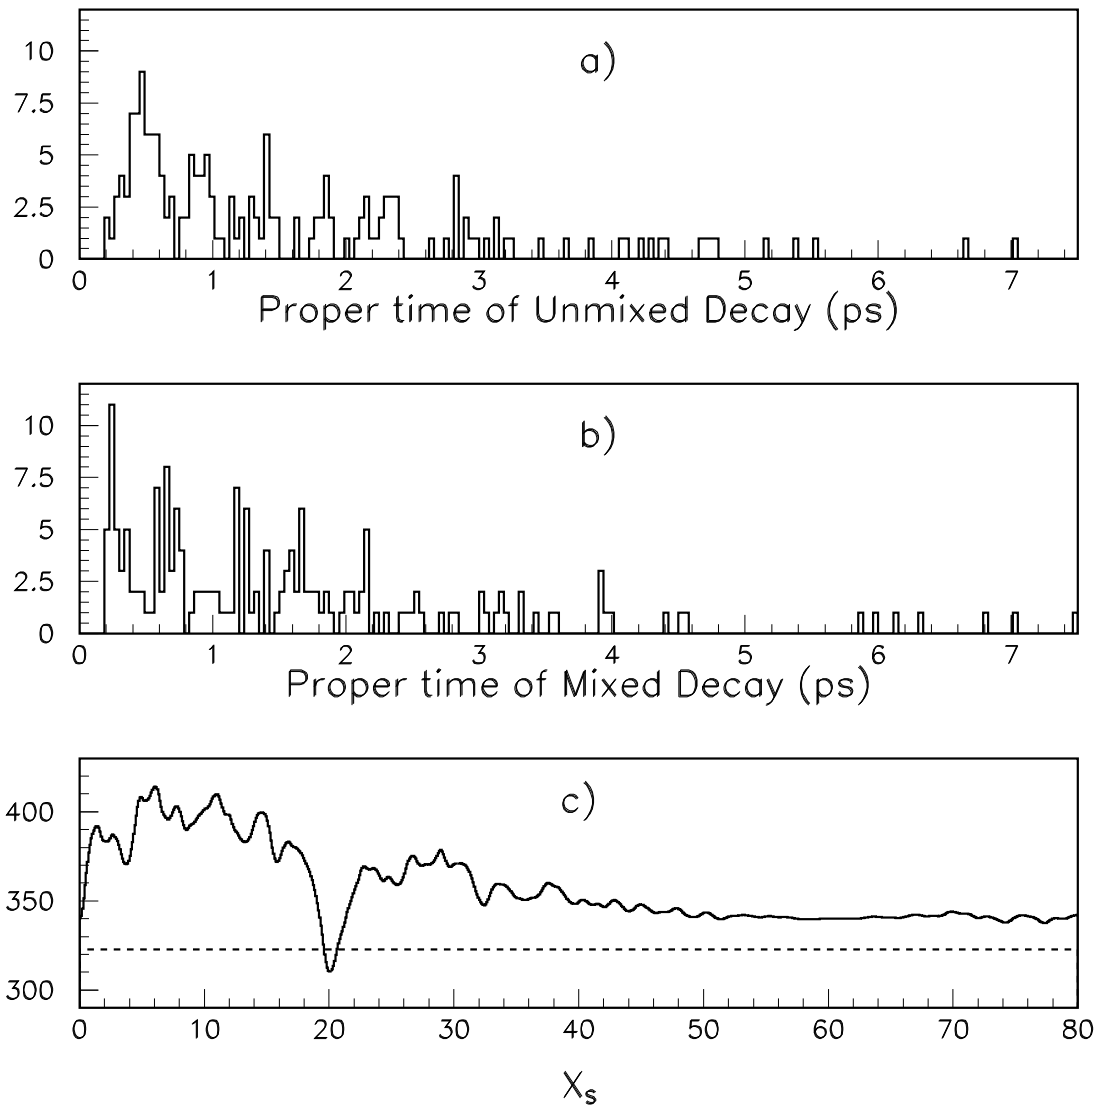 a)
10
7.5
5
2.5
0
0 1 2 3 4 5 6 7
Proper time of Unmixed Decay (ps)
b)
10
7.5
5
2.5
0
0 1 2 3 4 5 6 7
Proper time of Mixed Decay (ps)
c)
400
350
300
0 10 20 30 40 50 60 70 80
Xs